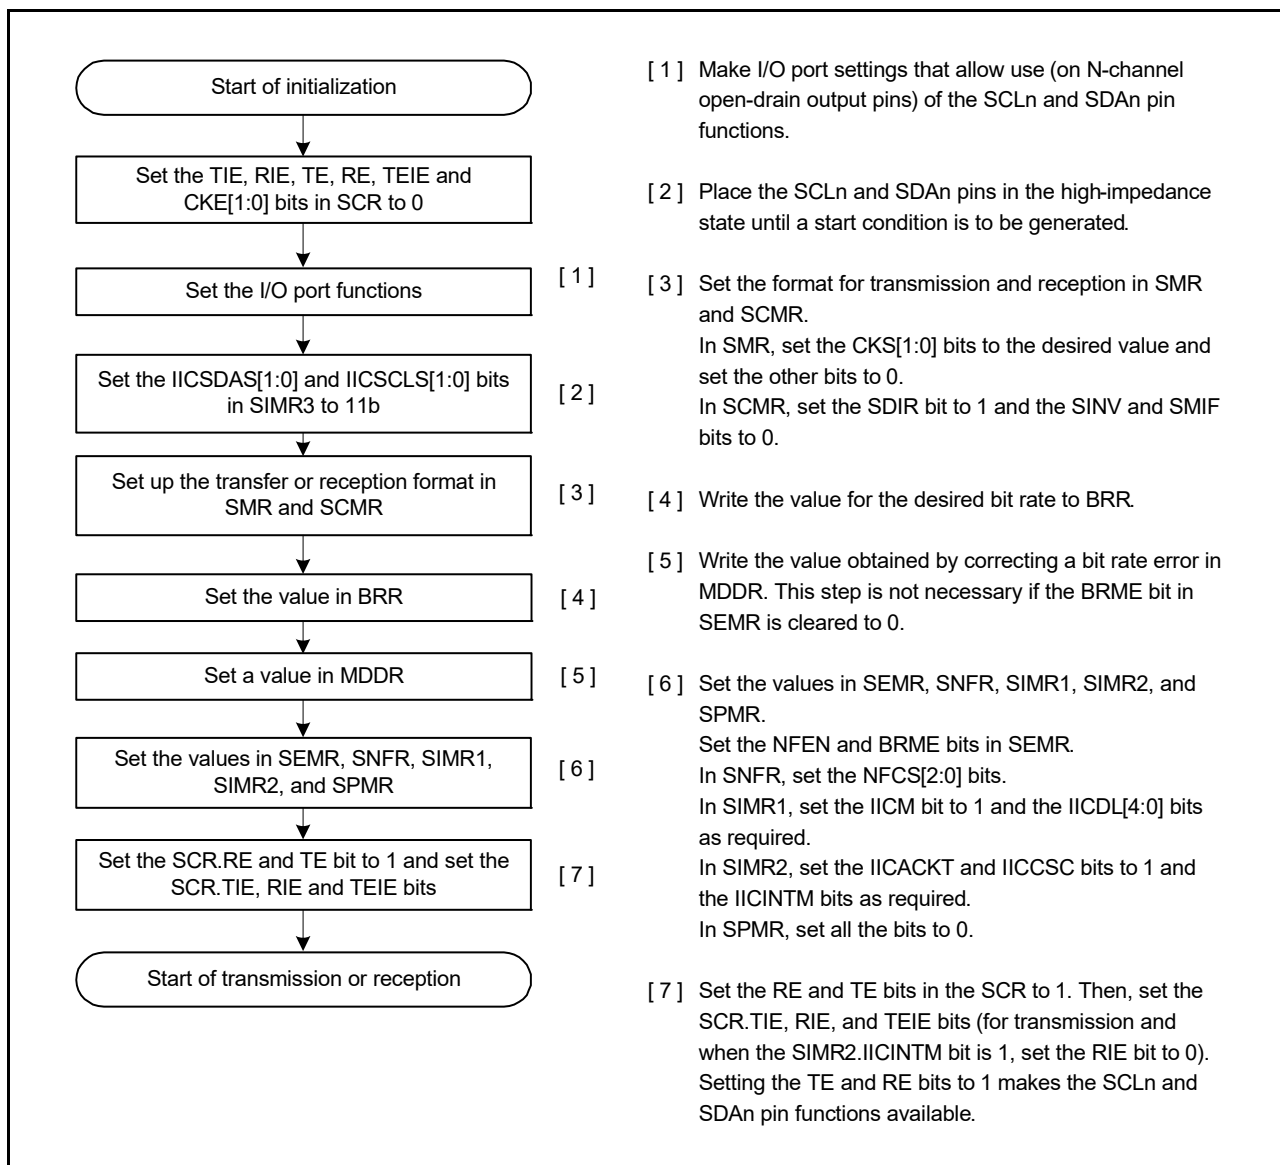 Start of initialization
Set the TIE, RIE, TE, RE, TEIE and
CKE[1:0] bits in SCR to 0
Set the I/O port functions
[ 1 ]
Set the IICSDAS[1:0] and IICSCLS[1:0] bits
in SIMR3 to 11b
[ 2 ]
Set up the transfer or reception format in
SMR and SCMR
[ 3 ]
Set the value in BRR
[ 4 ]
Set a value in MDDR
[ 5 ]
Set the values in SEMR, SNFR, SIMR1,
SIMR2, and SPMR
[ 6 ]
Set the SCR.RE and TE bit to 1 and set the
SCR.TIE, RIE and TEIE bits
[ 7 ]
Start of transmission or reception
[ 1 ] Make I/O port settings that allow use (on N-channel
open-drain output pins) of the SCLn and SDAn pin
functions.
[ 2 ] Place the SCLn and SDAn pins in the high-impedance
state until a start condition is to be generated.
[ 3 ] Set the format for transmission and reception in SMR
and SCMR.
In SMR, set the CKS[1:0] bits to the desired value and
set the other bits to 0.
In SCMR, set the SDIR bit to 1 and the SINV and SMIF
bits to 0.
[ 4 ] Write the value for the desired bit rate to BRR.
[ 5 ] Write the value obtained by correcting a bit rate error in
MDDR. This step is not necessary if the BRME bit in
SEMR is cleared to 0.
[ 6 ] Set the values in SEMR, SNFR, SIMR1, SIMR2, and
SPMR.
Set the NFEN and BRME bits in SEMR.
In SNFR, set the NFCS[2:0] bits.
In SIMR1, set the IICM bit to 1 and the IICDL[4:0] bits
as required.
In SIMR2, set the IICACKT and IICCSC bits to 1 and
the IICINTM bits as required.
In SPMR, set all the bits to 0.
[ 7 ] Set the RE and TE bits in the SCR to 1. Then, set the
SCR.TIE, RIE, and TEIE bits (for transmission and
when the SIMR2.IICINTM bit is 1, set the RIE bit to 0).
Setting the TE and RE bits to 1 makes the SCLn and
SDAn pin functions available.